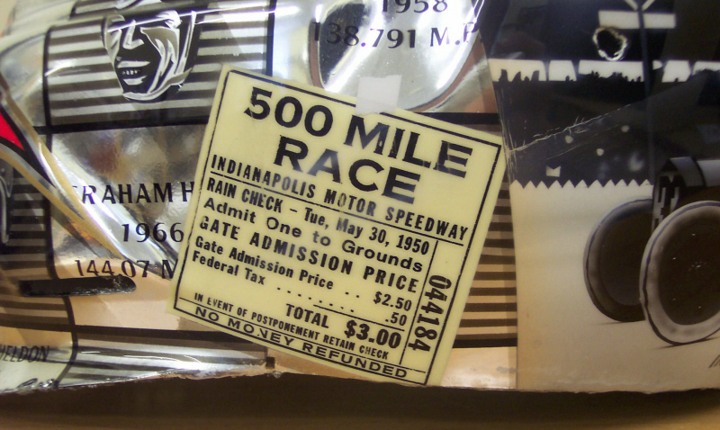 1958
138.791 M.P
500 MILE
RACE
INDIANAPOLIS MOTOR SPEEDWAY
RAIN CHECK – Tue, May 30, 1950
Admit One to Grounds
GATE ADMISSION PRICE
Gate Admission Price .. $2.50
Federal Tax ......... .50
TOTAL $3.00
IN EVENT OF POSTPONEMENT RETAIN CHECK
NO MONEY REFUNDED
044184
RAHAM H
1966
144.07 M
HELDON